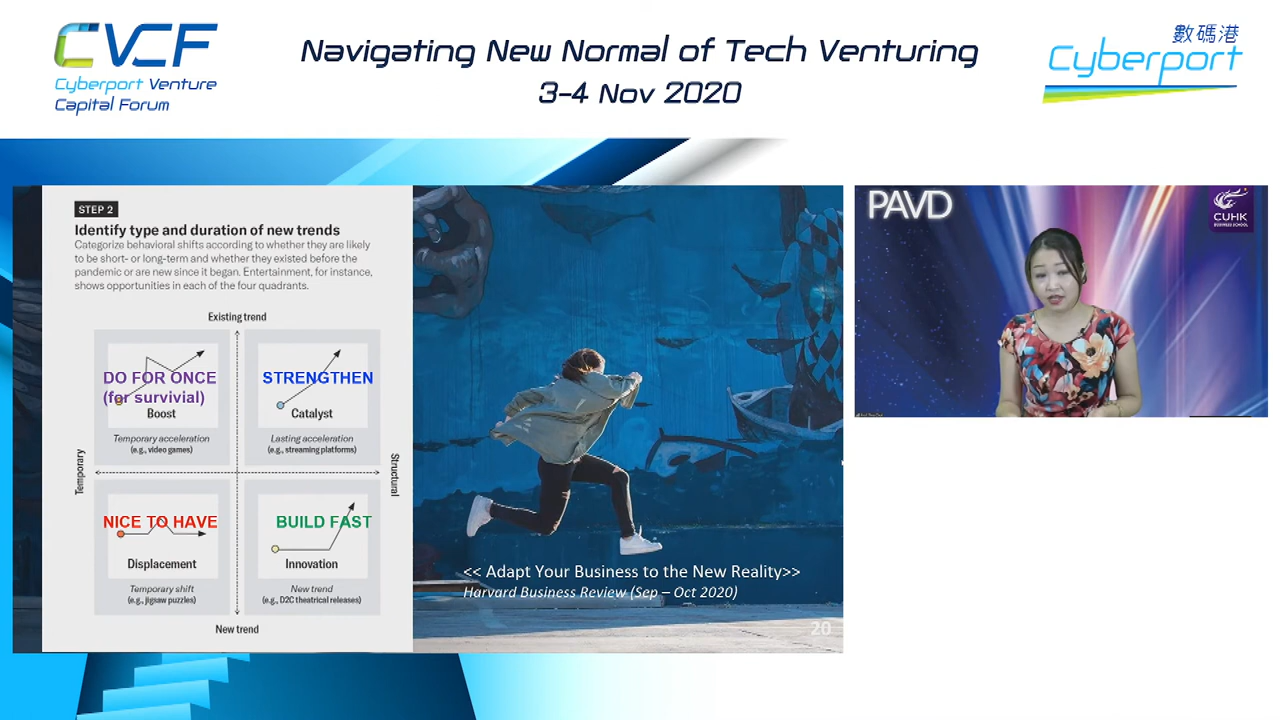 CVCF
Cyberport Venture
Capital Forum
Navigating New Normal of Tech Venturing
3-4 Nov 2020
數碼港
Cyberport
STEP 2
Identify type and duration of new trends
Categorize behavioral shifts according to whether they are likely
to be short- or long-term and whether they existed before the
pandemic or are new since it began. Entertainment, for instance,
shows opportunities in each of the four quadrants.
Existing trend
DO FOR ONCE
(for survivial)
Boost
Temporary acceleration
(e.g., video games)
STRENGTHEN
Catalyst
Lasting acceleration
(e.g., streaming platforms)
Temporary
Structural
NICE TO HAVE
Displacement
Temporary shift
(e.g., jigsaw puzzles)
BUILD FAST
Innovation
New trend
(e.g., D2C theatrical releases)
New trend
<< Adapt Your Business to the New Reality>>
Harvard Business Review (Sep – Oct 2020)
20
PAVD
CUHK
BUSINESS SCHOOL